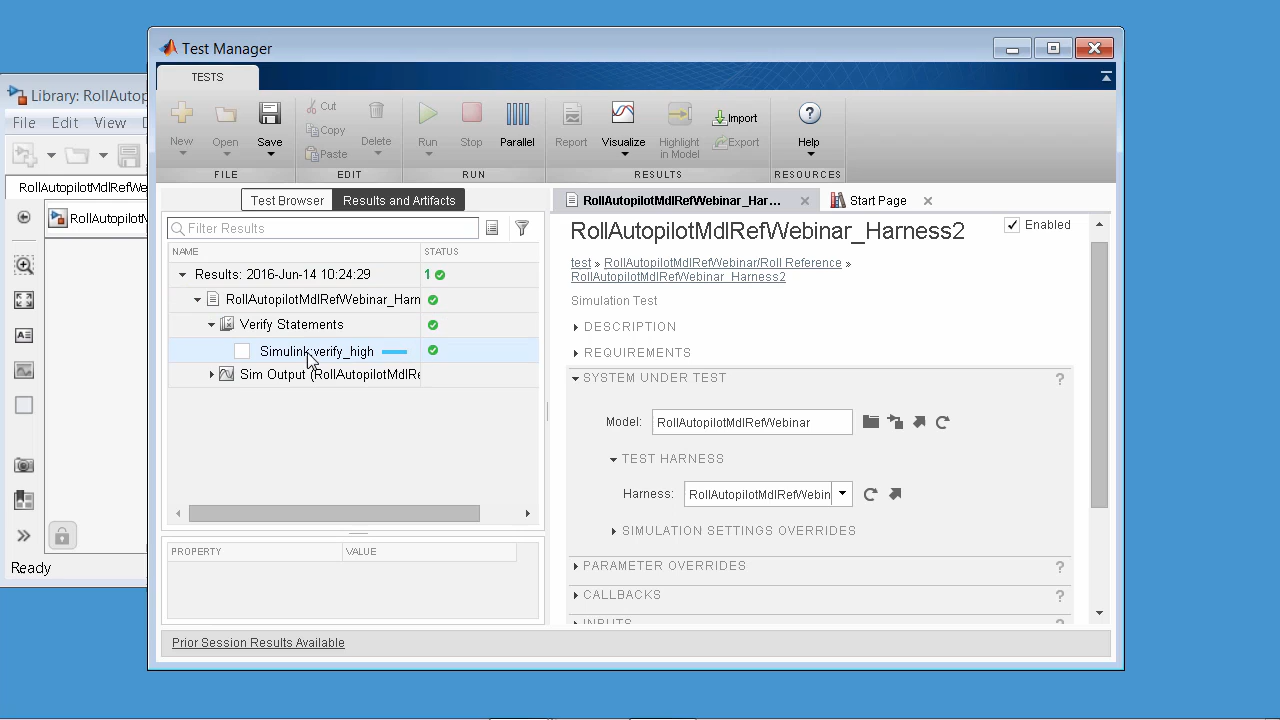 Test Manager
Library: RollAutop
File Edit View
RollAutopilotMdlRefWe
RollAutopilotM
Ready
TESTS
New
Open
Save
Cut
Copy
Paste
Delete
Run
Stop
Parallel
Report
Visualize
Highlight in Model
Import
Export
Help
FILE
EDIT
RUN
RESULTS
RESOURCES
Test Browser
Results and Artifacts
Filter Results
NAME STATUS
Results: 2016-Jun-14 10:24:29 1
RollAutopilotMdlRefWebinar_Harn
Verify Statements
Simulink:verify_high
Sim Output (RollAutopilotMdlRe
PROPERTY VALUE
Prior Session Results Available
RollAutopilotMdlRefWebinar_Har...
Start Page
RollAutopilotMdlRefWebinar_Harness2
Enabled
test » RollAutopilotMdlRefWebinar/Roll Reference »
RollAutopilotMdlRefWebinar_Harness2
Simulation Test
DESCRIPTION
REQUIREMENTS
SYSTEM UNDER TEST ?
Model: RollAutopilotMdlRefWebinar
TEST HARNESS
Harness: RollAutopilotMdlRefWebin
SIMULATION SETTINGS OVERRIDES
PARAMETER OVERRIDES ?
CALLBACKS ?
INPUTS ?